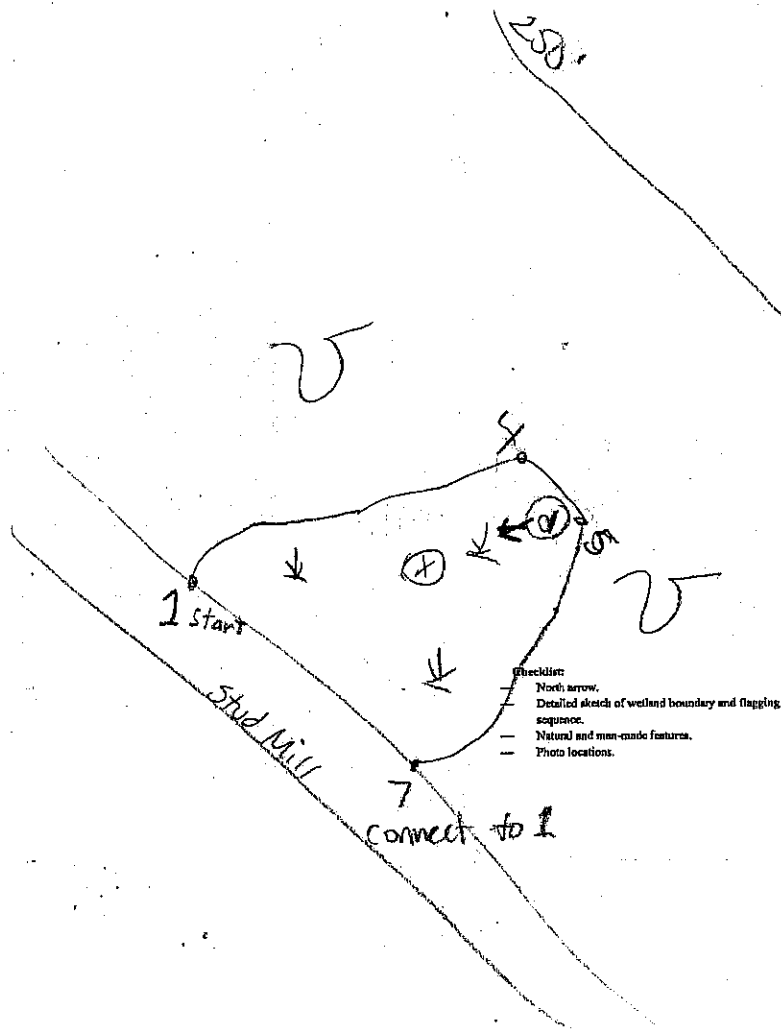 250.
4
5
1 Start
Stud Mill
Checklist:
North arrow.
Detailed sketch of wetland boundary and flagging
sequence.
Natural and man-made features.
Photo locations.
7
connect to 1